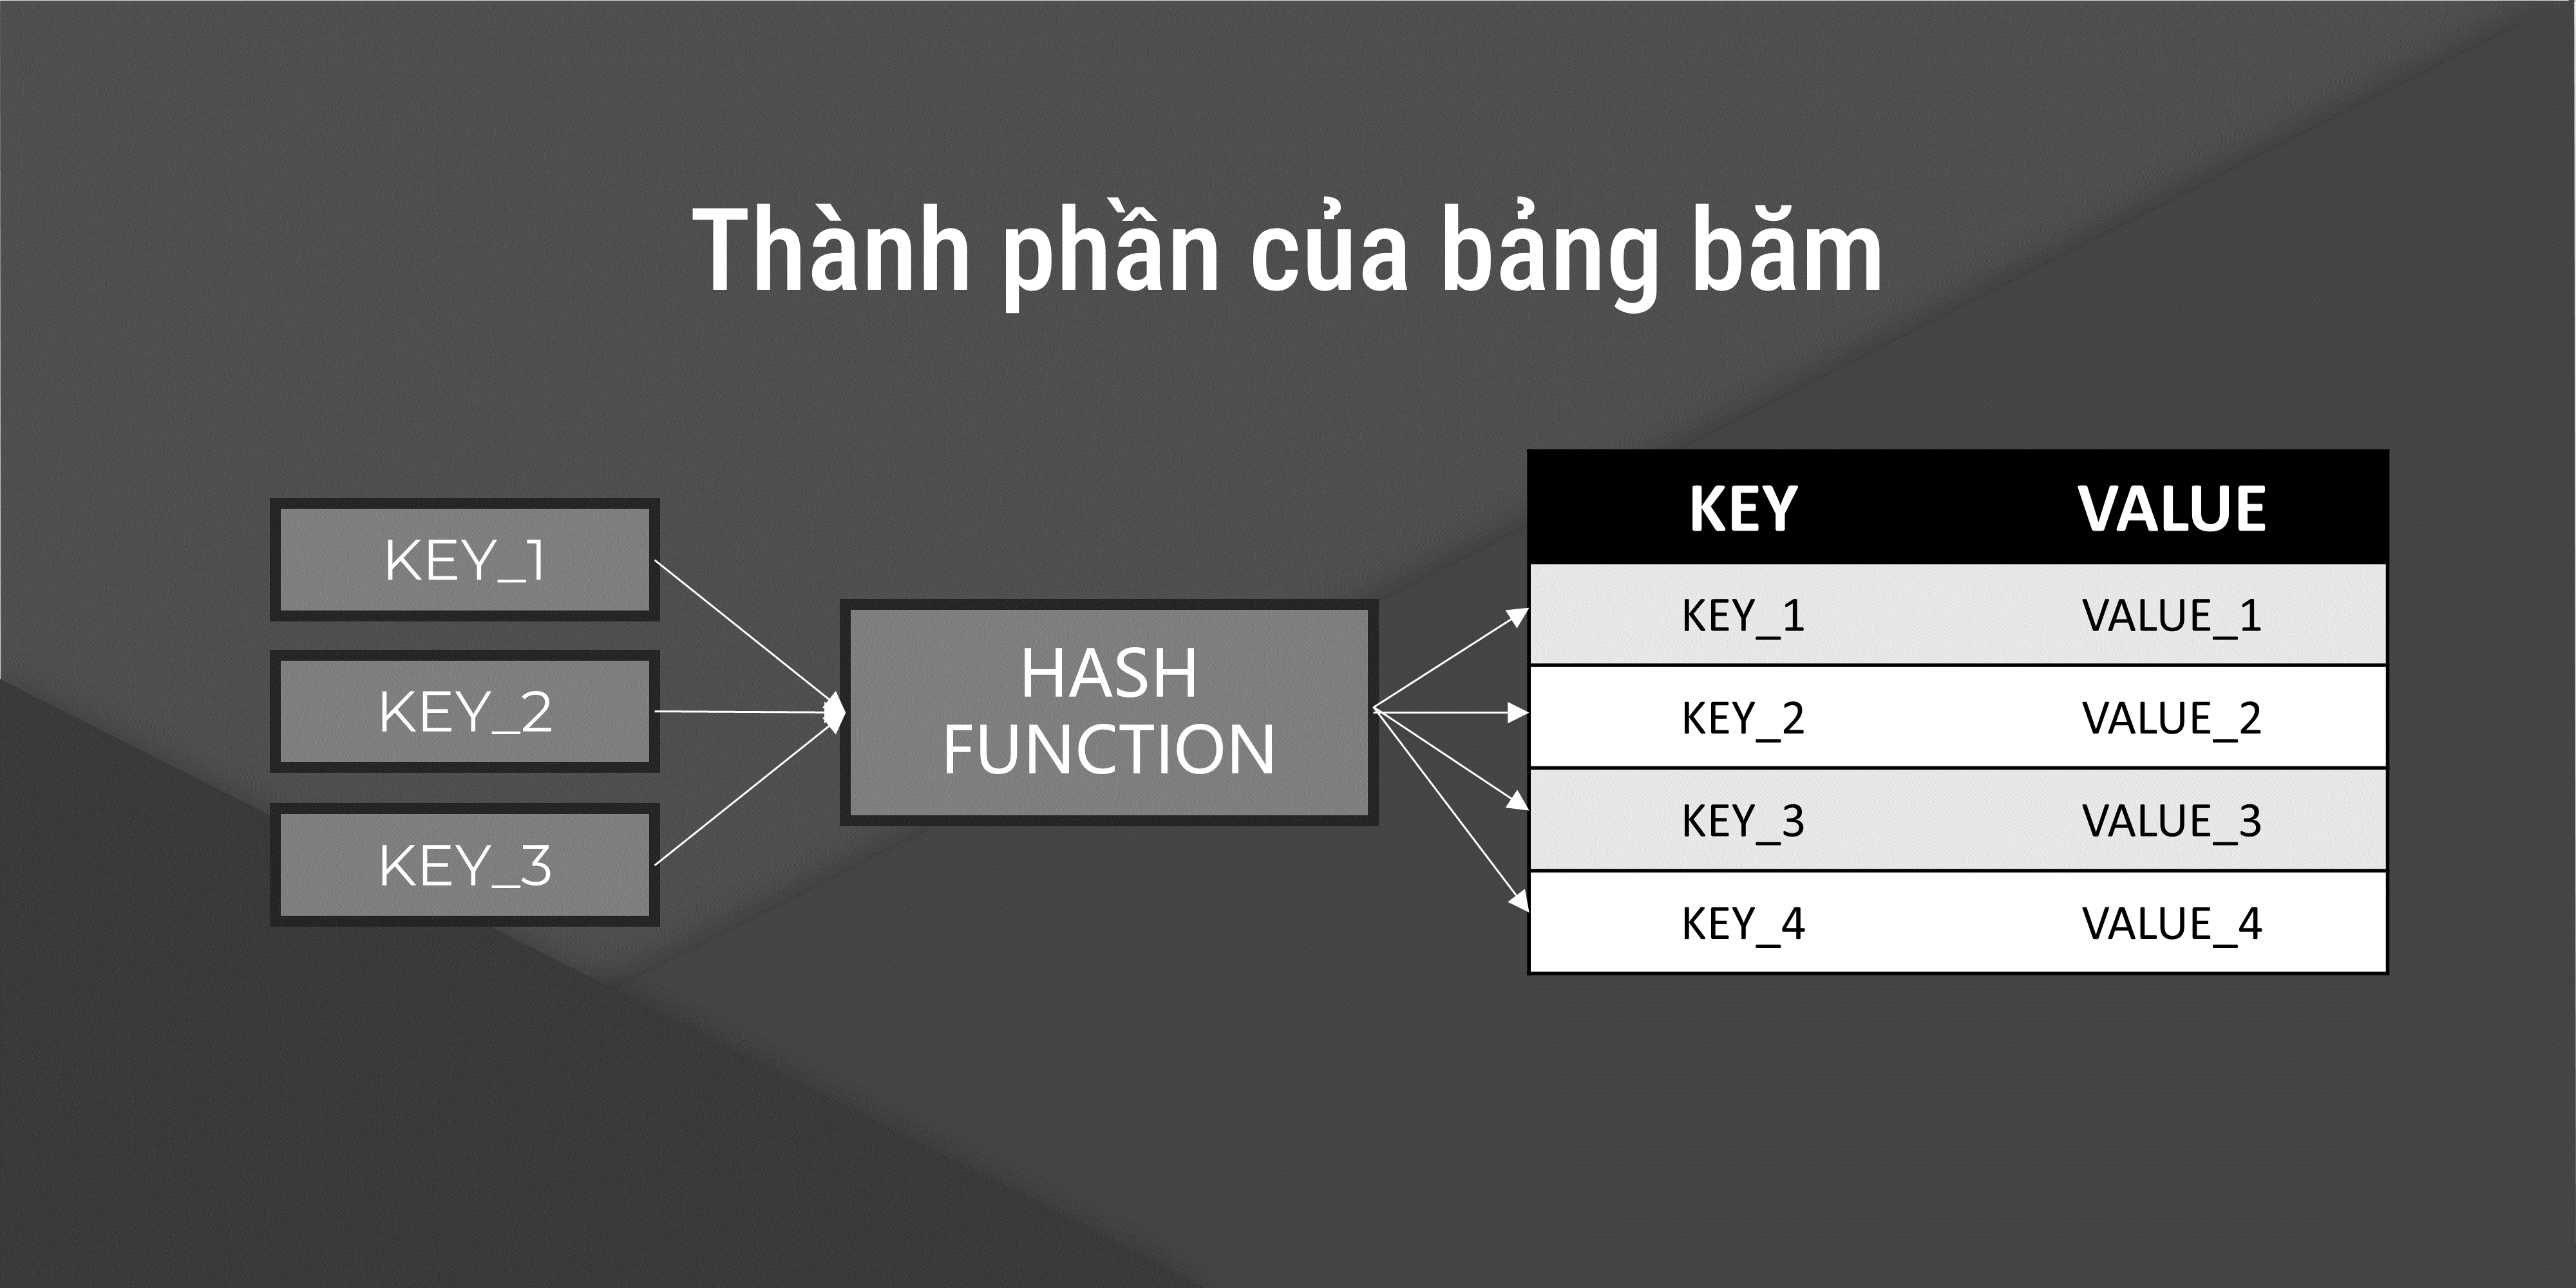 Thành phần của bảng băm
KEY_1
KEY_2
KEY_3
HASH
FUNCTION
KEY VALUE
KEY_1 VALUE_1
KEY_2 VALUE_2
KEY_3 VALUE_3
KEY_4 VALUE_4